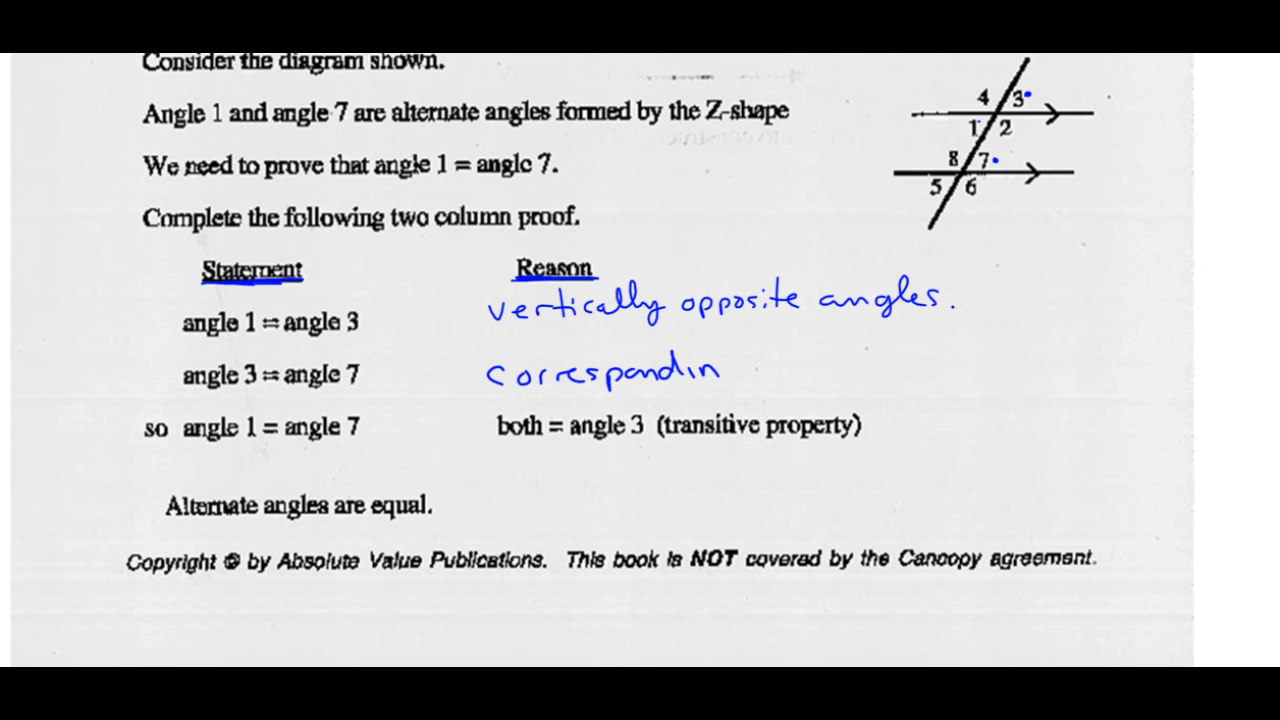 Consider the diagram shown.
Angle 1 and angle 7 are alternate angles formed by the Z-shape
We need to prove that angle 1 = angle 7.
Complete the following two column proof.
4 3
1 2
8 7
5 6
Statement Reason
angle 1 = angle 3 vertically opposite angles.
angle 3 = angle 7 correspondin
so angle 1 = angle 7 both = angle 3 (transitive property)
Alternate angles are equal.
Copyright © by Absolute Value Publications. This book is NOT covered by the Cancopy agreement.